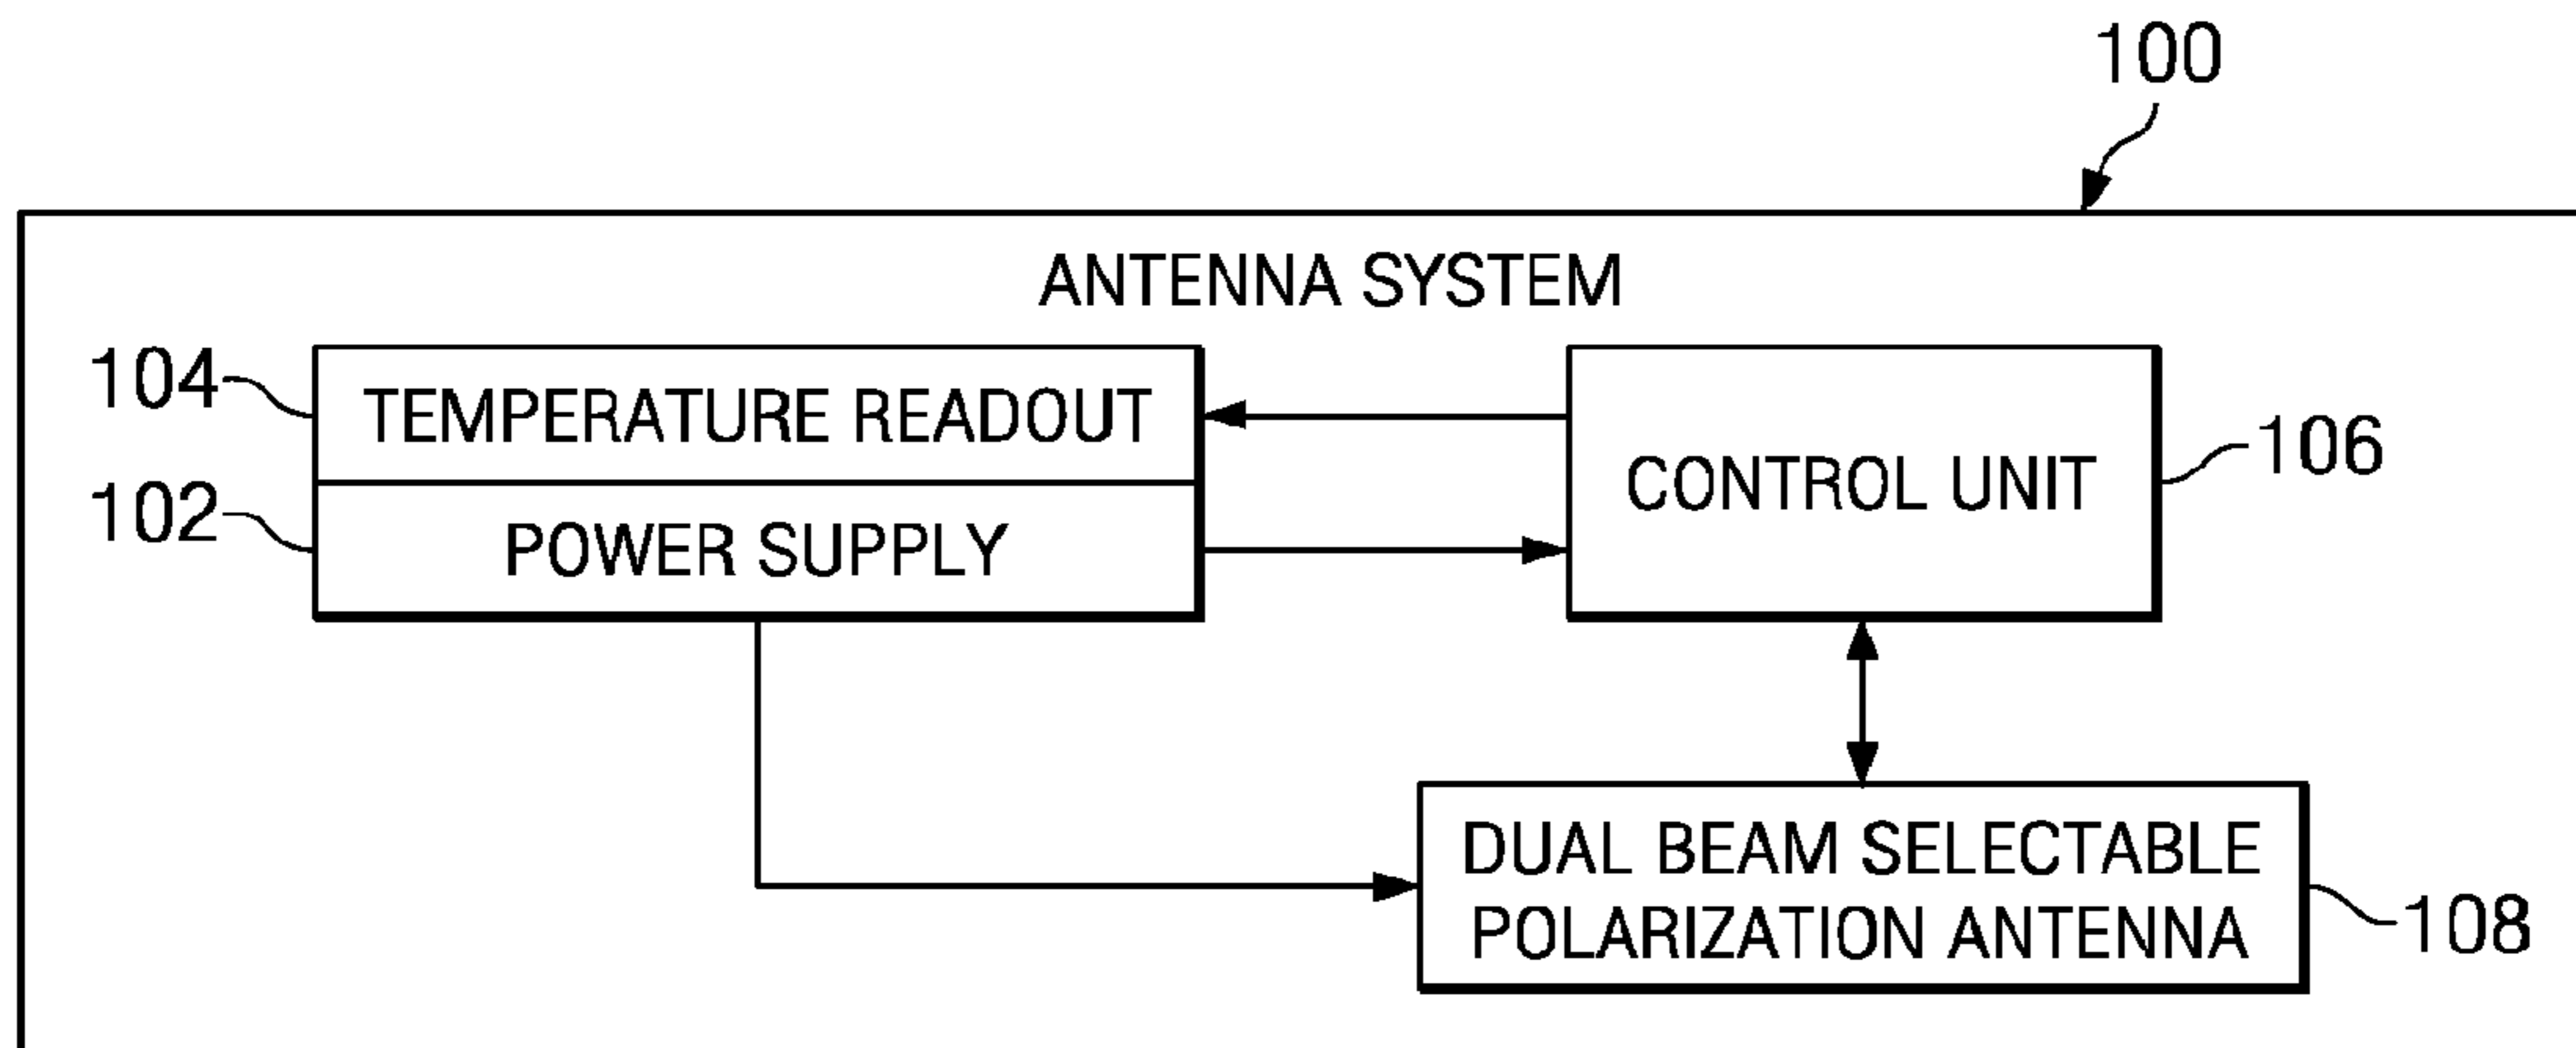 100
ANTENNA SYSTEM
104
TEMPERATURE READOUT
102
POWER SUPPLY
CONTROL UNIT
106
DUAL BEAM SELECTABLE
POLARIZATION ANTENNA
108